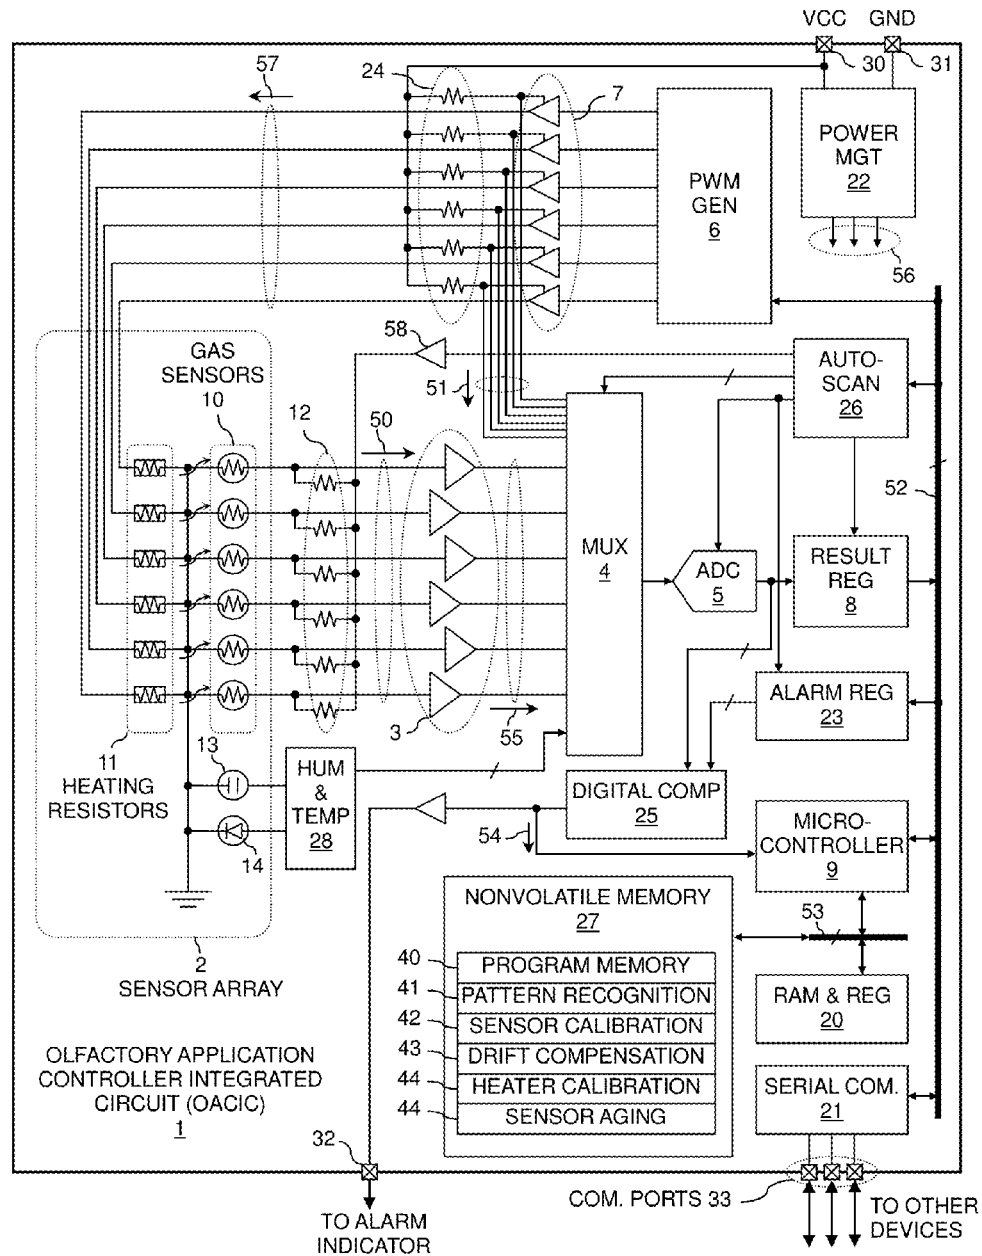 VCC
GND
30
31
57
24
7
PWM
GEN
6
POWER
MGT
22
56
58
51
AUTO-
SCAN
26
GAS
SENSORS
10
12
50
52
MUX
4
ADC
5
RESULT
REG
8
ALARM REG
23
3
55
11
HEATING
RESISTORS
13
14
HUM
&
TEMP
28
DIGITAL COMP
25
54
MICRO-
CONTROLLER
9
53
2
SENSOR ARRAY
NONVOLATILE MEMORY
27
40
PROGRAM MEMORY
41
PATTERN RECOGNITION
42
SENSOR CALIBRATION
43
DRIFT COMPENSATION
44
HEATER CALIBRATION
44
SENSOR AGING
RAM & REG
20
SERIAL COM.
21
OLFACTORY APPLICATION
CONTROLLER INTEGRATED
CIRCUIT (OACIC)
1
32
TO ALARM
INDICATOR
COM. PORTS 33
TO OTHER
DEVICES